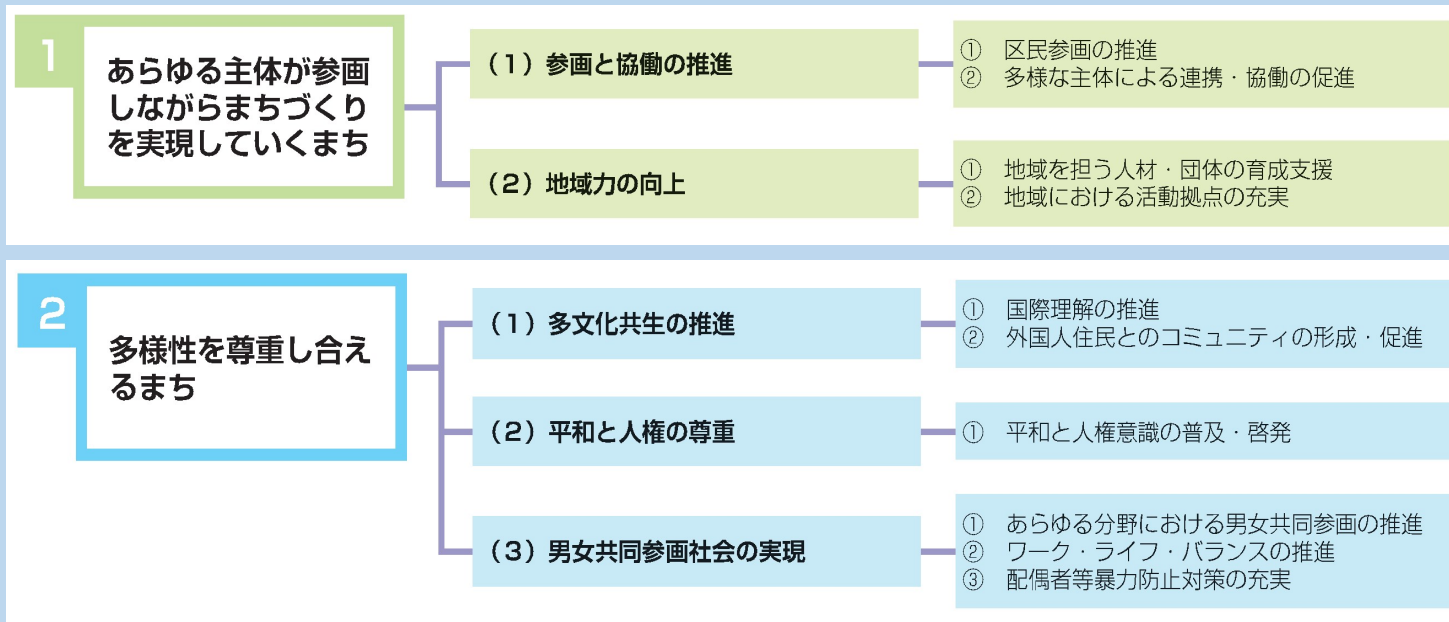 1
あらゆる主体が参画
しながらまちづくり
を実現していくまち
(1)参画と協働の推進
① 区民参画の推進
② 多様な主体による連携・協働の促進
(2)地域力の向上
① 地域を担う人材・団体の育成支援
② 地域における活動拠点の充実
2
多様性を尊重し合え
るまち
(1)多文化共生の推進
① 国際理解の推進
② 外国人住民とのコミュニティの形成・促進
(2)平和と人権の尊重
① 平和と人権意識の普及・啓発
(3)男女共同参画社会の実現
① あらゆる分野における男女共同参画の推進
② ワーク・ライフ・バランスの推進
③ 配偶者等暴力防止対策の充実